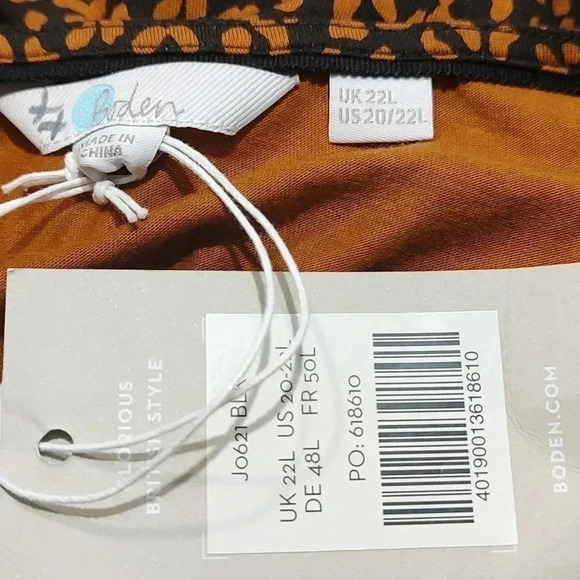 Boden
MADE IN
CHINA
UK 22L
US 20/22L
GLORIOUS
BRITISH STYLE
J0621 BLK
UK 22L US 20-22L
DE 48L FR 50L
PO: 618610
40190013618610
BODEN.COM